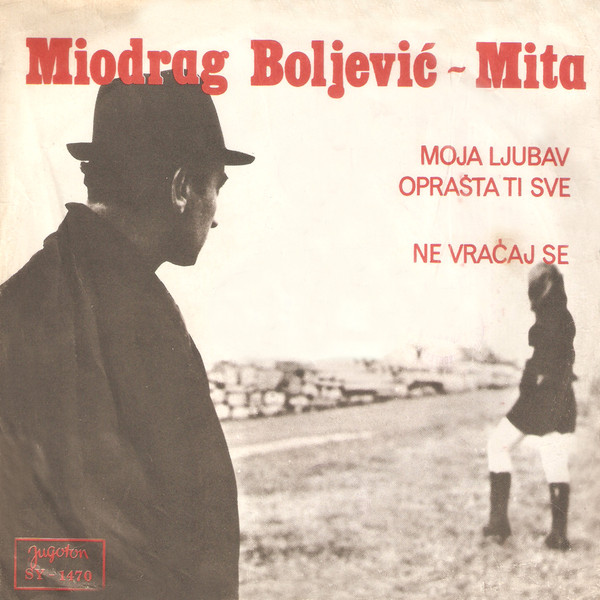 Miodrag Boljević ~ Mita
MOJA LJUBAV
OPRAŠTA TI SVE
NE VRAĆAJ SE
Jugoton
SY - 1470